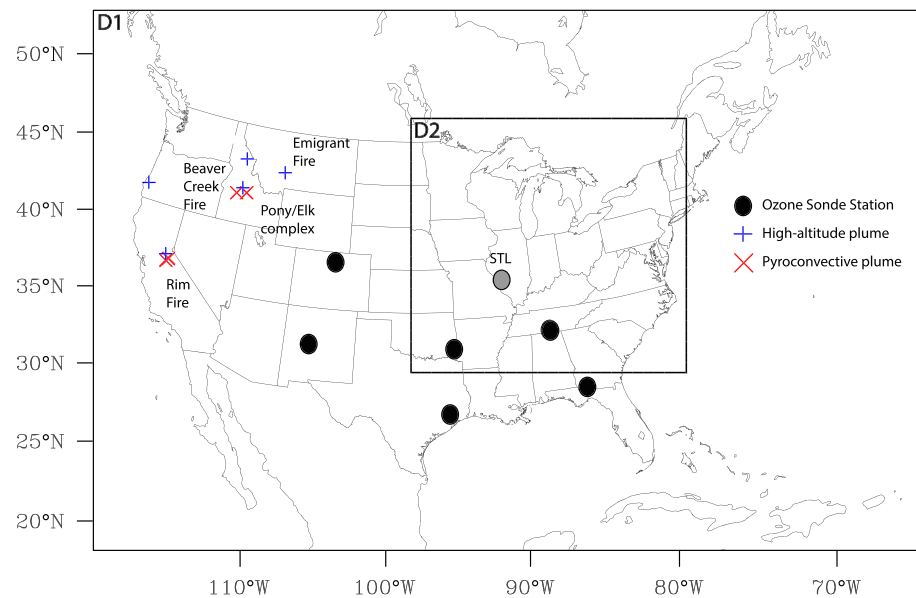 D1
50°N
45°N
40°N
35°N
30°N
25°N
20°N
D2
Emigrant
Fire
Beaver
Creek
Fire
Pony/Elk
complex
Rim
Fire
STL
Ozone Sonde Station
High-altitude plume
Pyroconvective plume
110°W
100°W
90°W
80°W
70°W